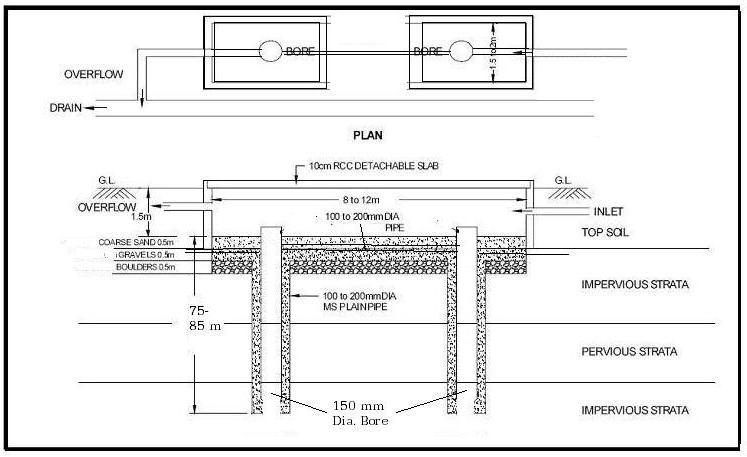 BORE
BORE
1.5 to2m
OVERFLOW
DRAIN
PLAN
10cm RCC DETACHABLE SLAB
G.L.
G.L.
8 to 12m
OVERFLOW
1.5m
100 to 200mm DIA
PIPE
INLET
TOP SOIL
COARSE SAND 0.5m
GRAVELS 0.5m
BOULDERS 0.5m
IMPERVIOUS STRATA
100 to 200mm DIA
MS PLAIN PIPE
75-
85 m
PERVIOUS STRATA
150 mm
Dia. Bore
IMPERVIOUS STRATA